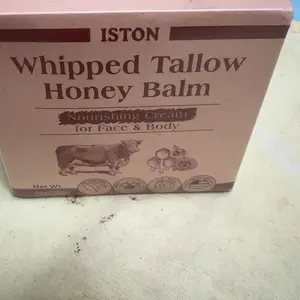 ISTON
Whipped Tallow
Honey Balm
Nourishing Cream
for Face & Body
Net Wt.